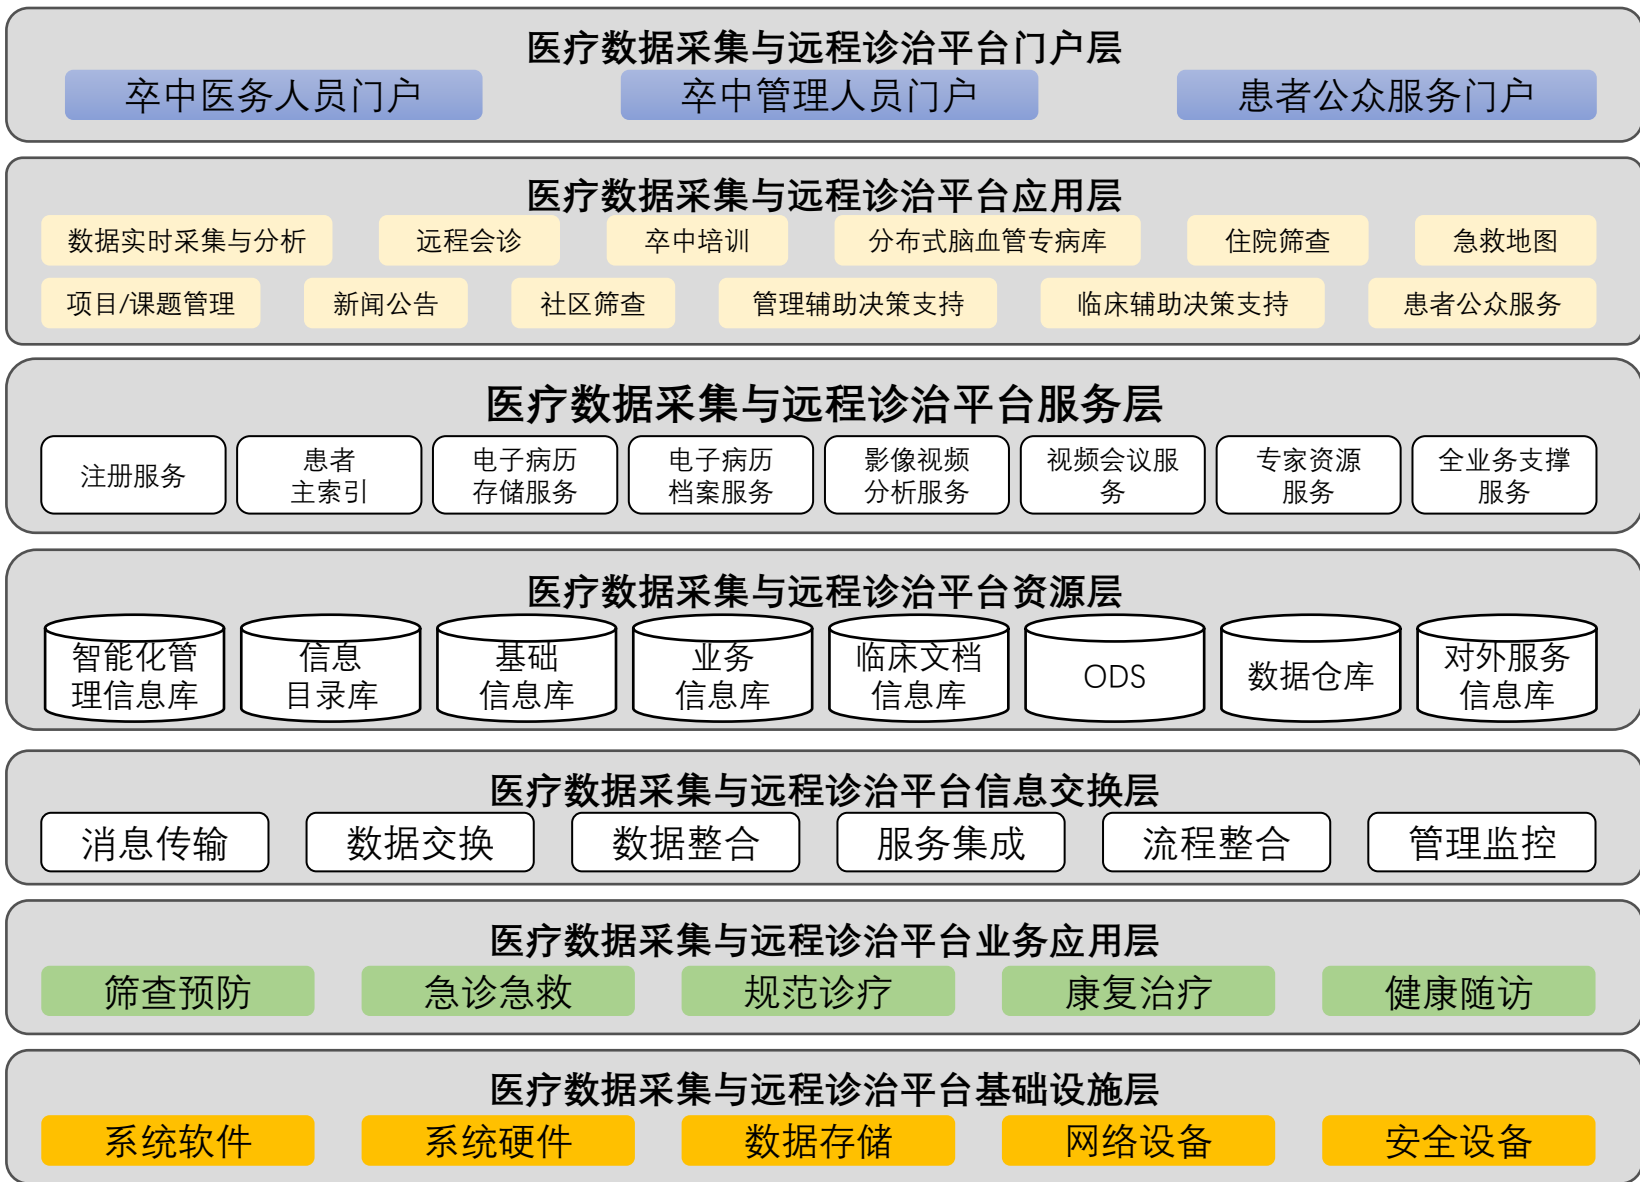 医疗数据采集与远程诊治平台门户层
卒中医务人员门户
卒中管理人员门户
患者公众服务门户
医疗数据采集与远程诊治平台应用层
数据实时采集与分析
远程会诊
卒中培训
分布式脑血管专病库
住院筛查
急救地图
项目/课题管理
新闻公告
社区筛查
管理辅助决策支持
临床辅助决策支持
患者公众服务
医疗数据采集与远程诊治平台服务层
注册服务
患者
主索引
电子病历
存储服务
电子病历
档案服务
影像视频
分析服务
视频会议服
务
专家资源
服务
全业务支撑
服务
医疗数据采集与远程诊治平台资源层
智能化管
理信息库
信息
目录库
基础
信息库
业务
信息库
临床文档
信息库
ODS
数据仓库
对外服务
信息库
医疗数据采集与远程诊治平台信息交换层
消息传输
数据交换
数据整合
服务集成
流程整合
管理监控
医疗数据采集与远程诊治平台业务应用层
筛查预防
急诊急救
规范诊疗
康复治疗
健康随访
医疗数据采集与远程诊治平台基础设施层
系统软件
系统硬件
数据存储
网络设备
安全设备